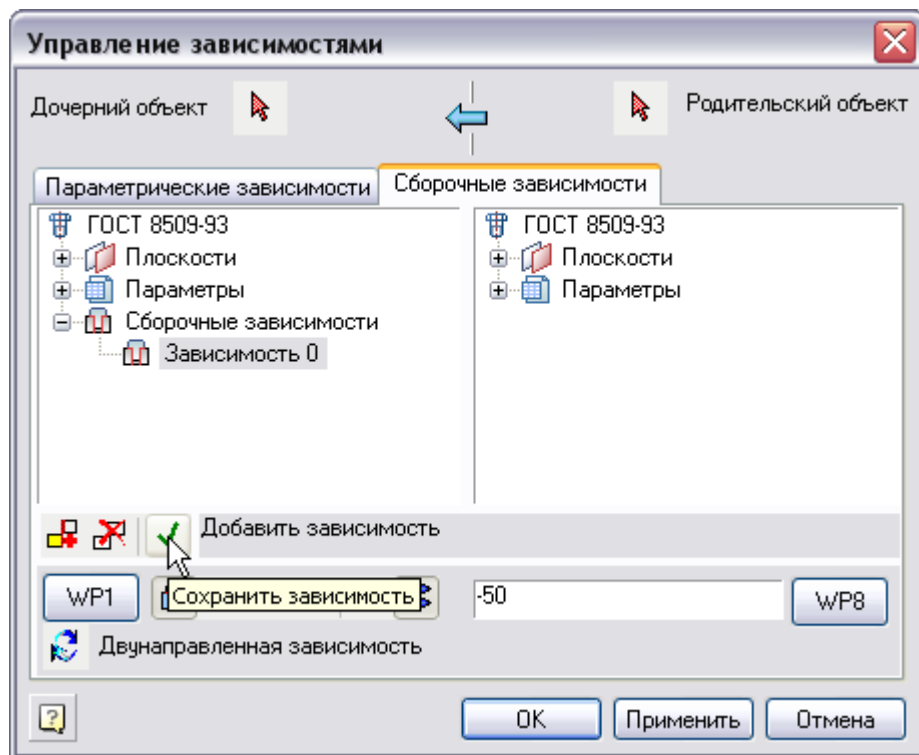 Управление зависимостями
Дочерний объект
Родительский объект
Параметрические зависимости
Сборочные зависимости
ГОСТ 8509-93
Плоскости
Параметры
Сборочные зависимости
Зависимость 0
ГОСТ 8509-93
Плоскости
Параметры
Добавить зависимость
WP1
Сохранить зависимость
-50
WP8
Двунаправленная зависимость
?
OK
Применить
Отмена